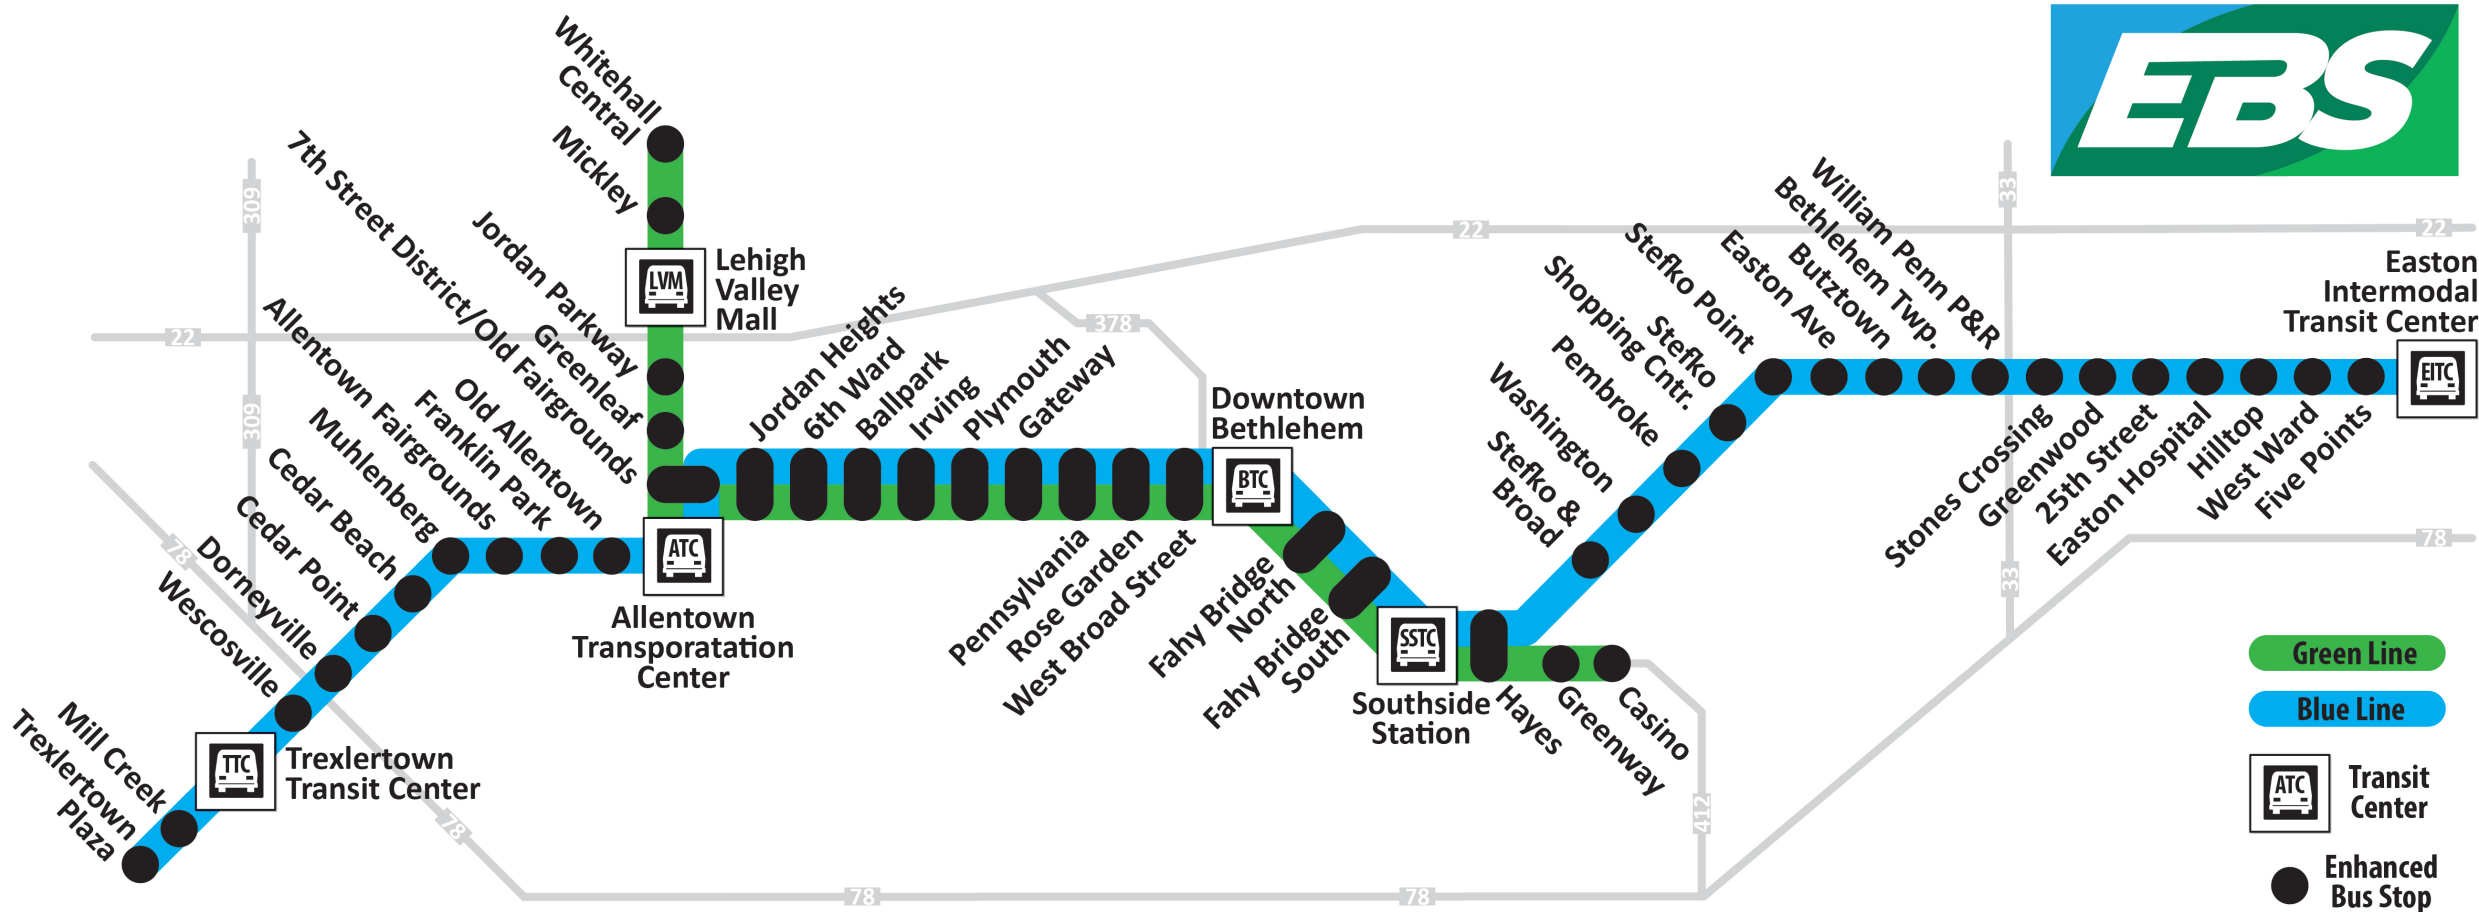 EBS
Whitehall
Central
Mickley
Lehigh
Valley
Mall
LVM
Jordan Parkway
Greenleaf
7th Street District/Old Fairgrounds
Allentown Fairgrounds
Franklin Park
Old Allentown
Muhlenberg
Cedar Beach
Cedar Point
Dorneyville
Wescosville
TTC
Trexlertown
Transit Center
Mill Creek
Trexlertown
Plaza
ATC
Allentown
Transporatation
Center
Jordan Heights
6th Ward
Ballpark
Irving
Plymouth
Gateway
Pennsylvania
Rose Garden
West Broad Street
Downtown
Bethlehem
BTC
Fahy Bridge
North
Fahy Bridge
South
SSTC
Southside
Station
Hayes
Greenway
Casino
Stefko &
Broad
Washington
Pembroke
Stefko
Shopping Cntr.
Stefko Point
Easton Ave
Butztown
Bethlehem Twp.
William Penn P&R
Stones Crossing
Greenwood
25th Street
Easton Hospital
Hilltop
West Ward
Five Points
Easton
Intermodal
Transit Center
EITC
309
309
22
22
22
378
33
33
78
78
78
78
78
412
Green Line
Blue Line
ATC
Transit
Center
Enhanced
Bus Stop